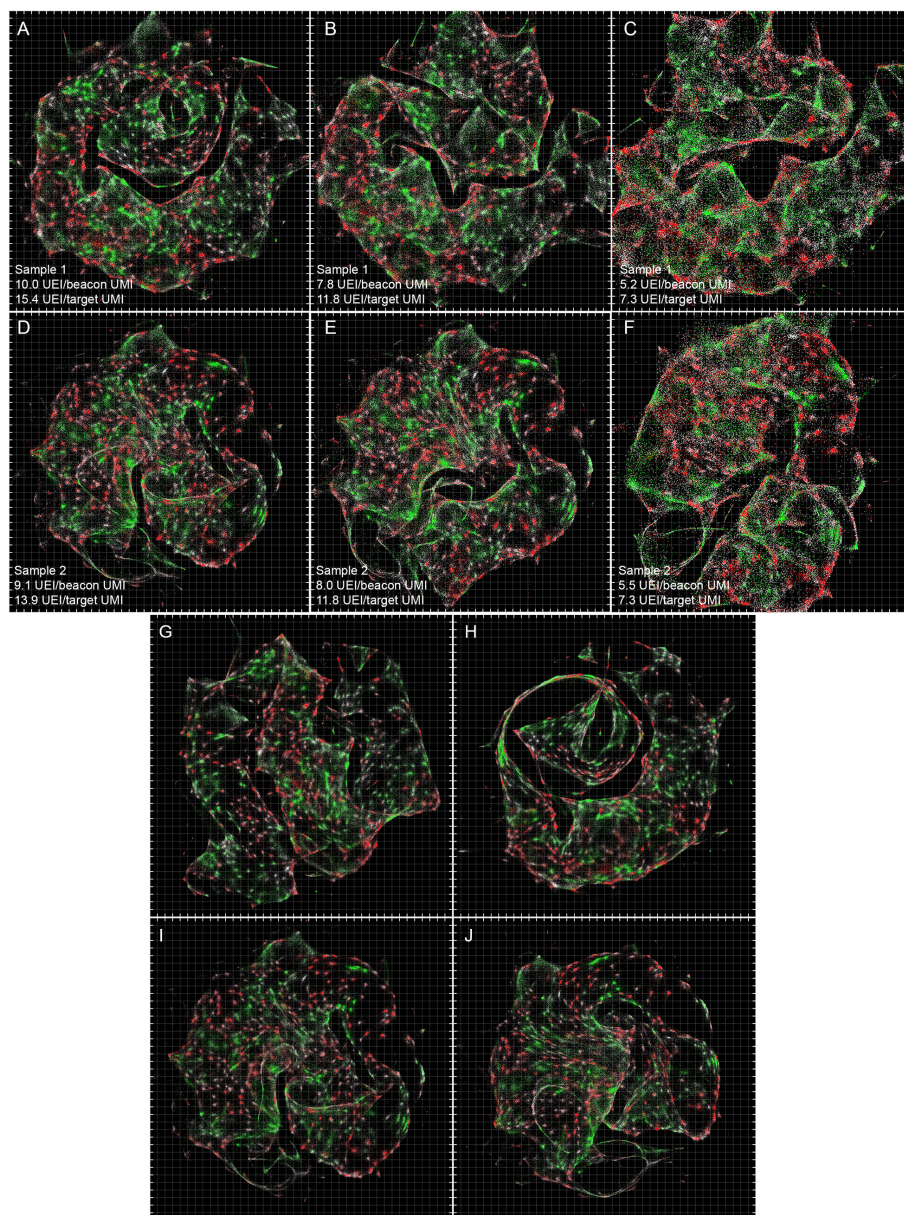 A
B
C
Sample 1
10.0 UEI/beacon UMI
15.4 UEI/target UMI
Sample 1
7.8 UEI/beacon UMI
11.8 UEI/target UMI
Sample 1
5.2 UEI/beacon UMI
7.3 UEI/target UMI
D
E
F
Sample 2
9.1 UEI/beacon UMI
13.9 UEI/target UMI
Sample 2
8.0 UEI/beacon UMI
11.8 UEI/target UMI
Sample 2
5.5 UEI/beacon UMI
7.3 UEI/target UMI
G
H
I
J